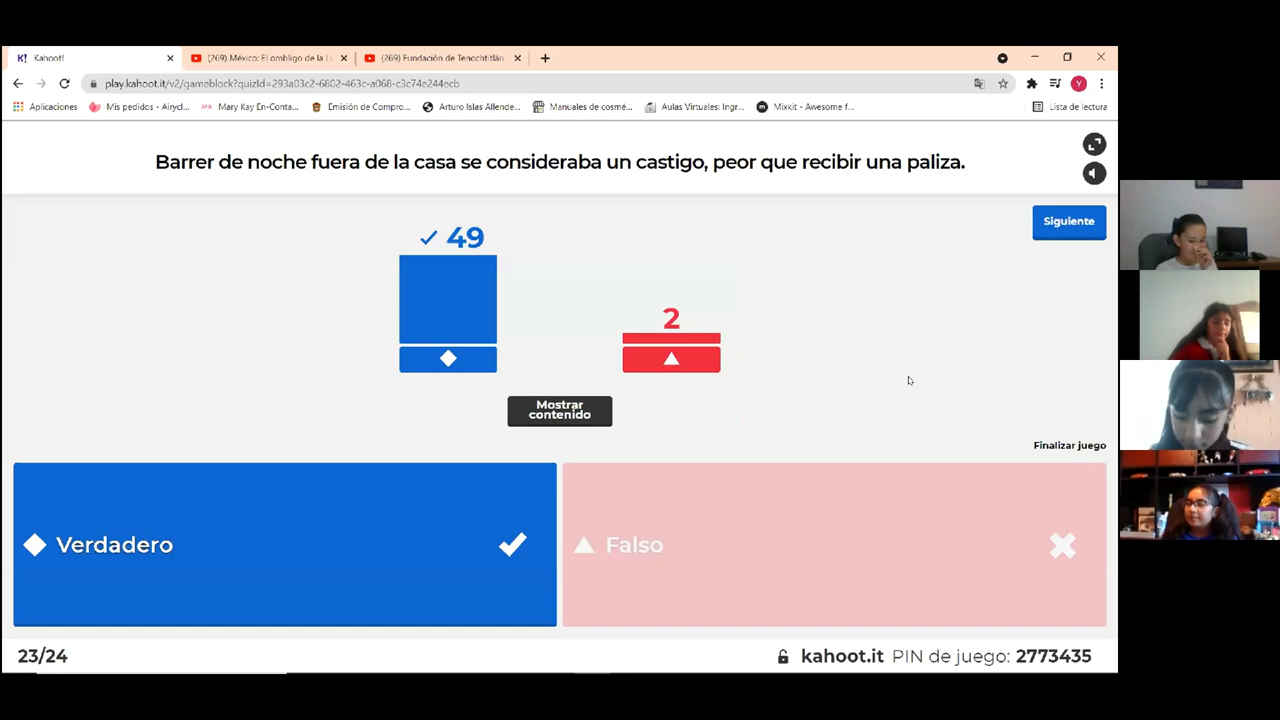 K! Kahoot!
(269) México: El ombligo de la Lu
(269) Fundación de Tenochtitlán
play.kahoot.it/v2/gameblock?quizId=293a03c2-6802-463c-a068-c3c74e244ecb
Y
Aplicaciones
Mis pedidos - Airycl...
MK Mary Kay En-Conta...
Emisión de Compro...
Arturo Islas Allende...
Manuales de cosmé...
Aulas Virtuales: Ingr...
Mixkit - Awesome f...
Lista de lectura
Barrer de noche fuera de la casa se consideraba un castigo, peor que recibir una paliza.
Siguiente
49
2
Mostrar
contenido
Finalizar juego
Verdadero
Falso
23/24
kahoot.it PIN de juego: 2773435